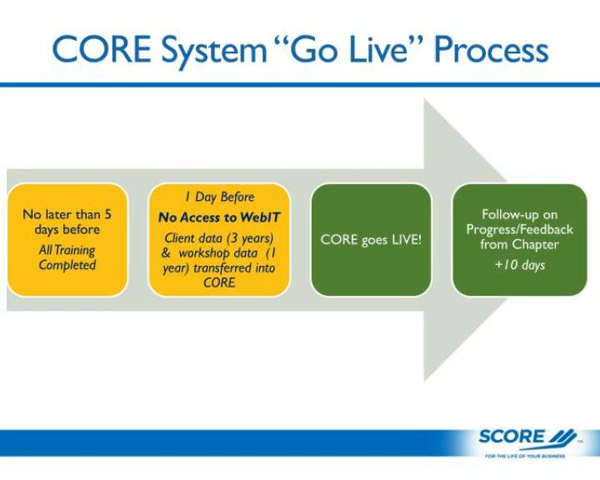 CORE System “Go Live” Process
No later than 5
days before
All Training
Completed
1 Day Before
No Access to WebIT
Client data (3 years)
& workshop data (1
year) transferred into
CORE
CORE goes LIVE!
Follow-up on
Progress/Feedback
from Chapter
+10 days
SCORE
FOR THE LIFE OF YOUR BUSINESS